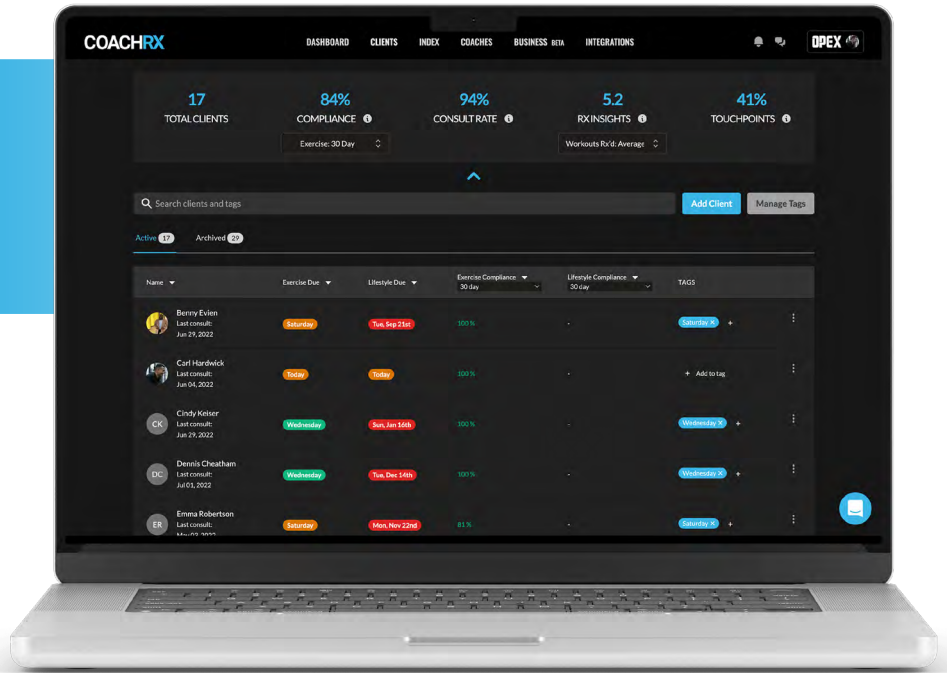 COACHRX
DASHBOARD CLIENTS INDEX COACHES BUSINESS BETA INTEGRATIONS
OPEX
17 84% 94% 5.2 41%
TOTAL CLIENTS COMPLIANCE CONSULT RATE RX INSIGHTS TOUCHPOINTS
Exercise: 30 Day Workouts Rx'd: Average
Search clients and tags Add Client Manage Tags
Active 17 Archived 29
Name Exercise Due Lifestyle Due Exercise Compliance Lifestyle Compliance TAGS
30 day 30 day
Benny Evien
Last consult:
Jun 29, 2022
Saturday Tue, Sep 21st 100 % - Saturday × +
Carl Hardwick
Last consult:
Jun 04, 2022
Today Today 100 % - + Add to tag
CK
Cindy Keiser
Last consult:
Jun 29, 2022
Wednesday Sun, Jan 16th 100 % - Wednesday × +
DC
Dennis Cheatham
Last consult:
Jul 01, 2022
Wednesday Tue, Dec 14th 100 % - Wednesday × +
ER
Emma Robertson
Last consult:
May 03, 2022
Saturday Mon, Nov 22nd 81 % - Saturday × +